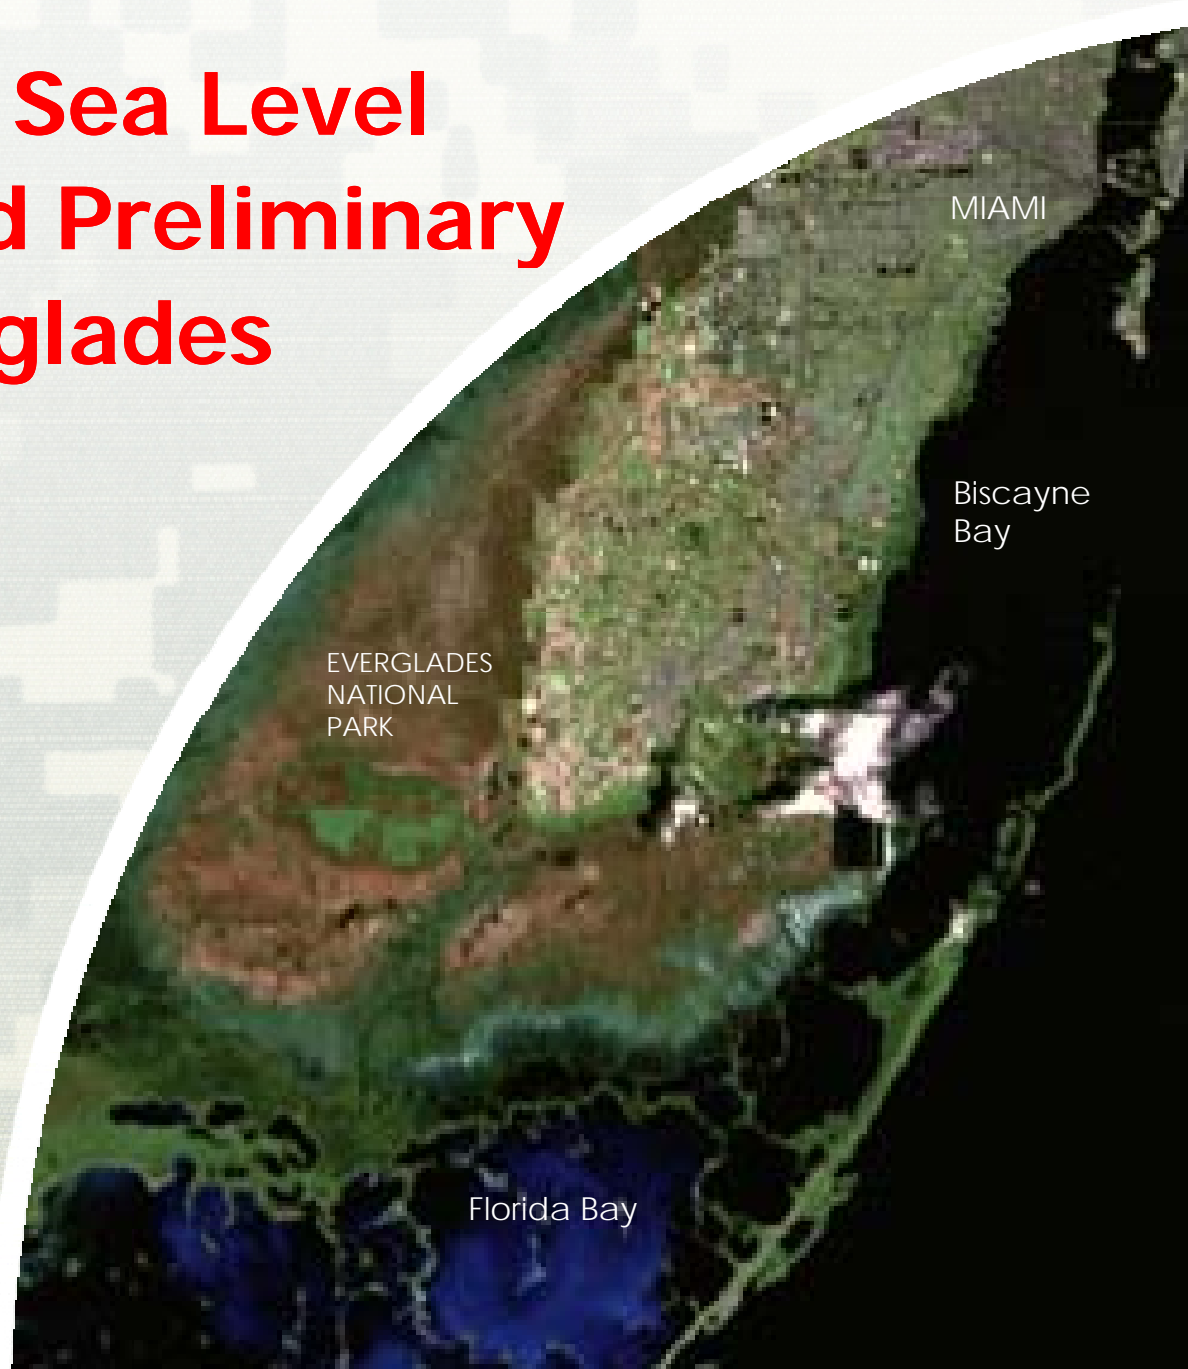 Sea Level
d Preliminary
glades
MIAMI
Biscayne
Bay
EVERGLADES
NATIONAL
PARK
Florida Bay